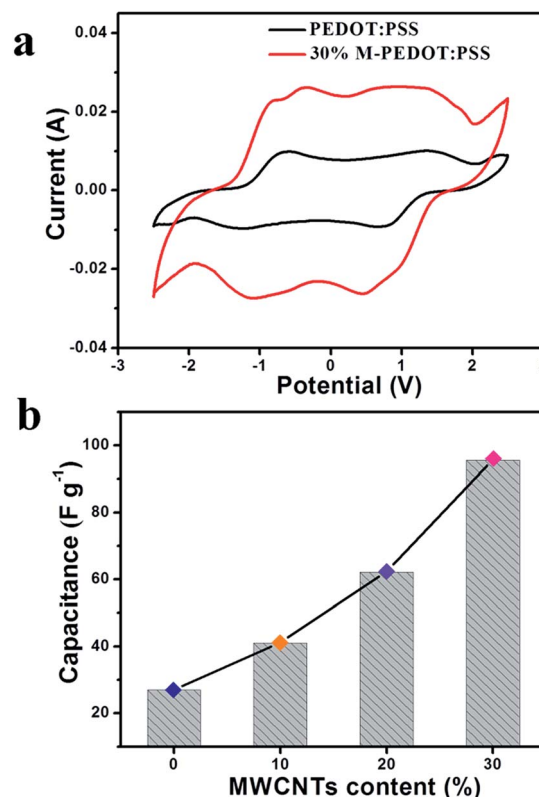 a
PEDOT:PSS
30% M-PEDOT:PSS
Current (A)
0.04
0.02
0.00
-0.02
-0.04
-3 -2 -1 0 1 2 3
Potential (V)
b
Capacitance (F g-1)
100
80
60
40
20
0 10 20 30
MWCNTs content (%)